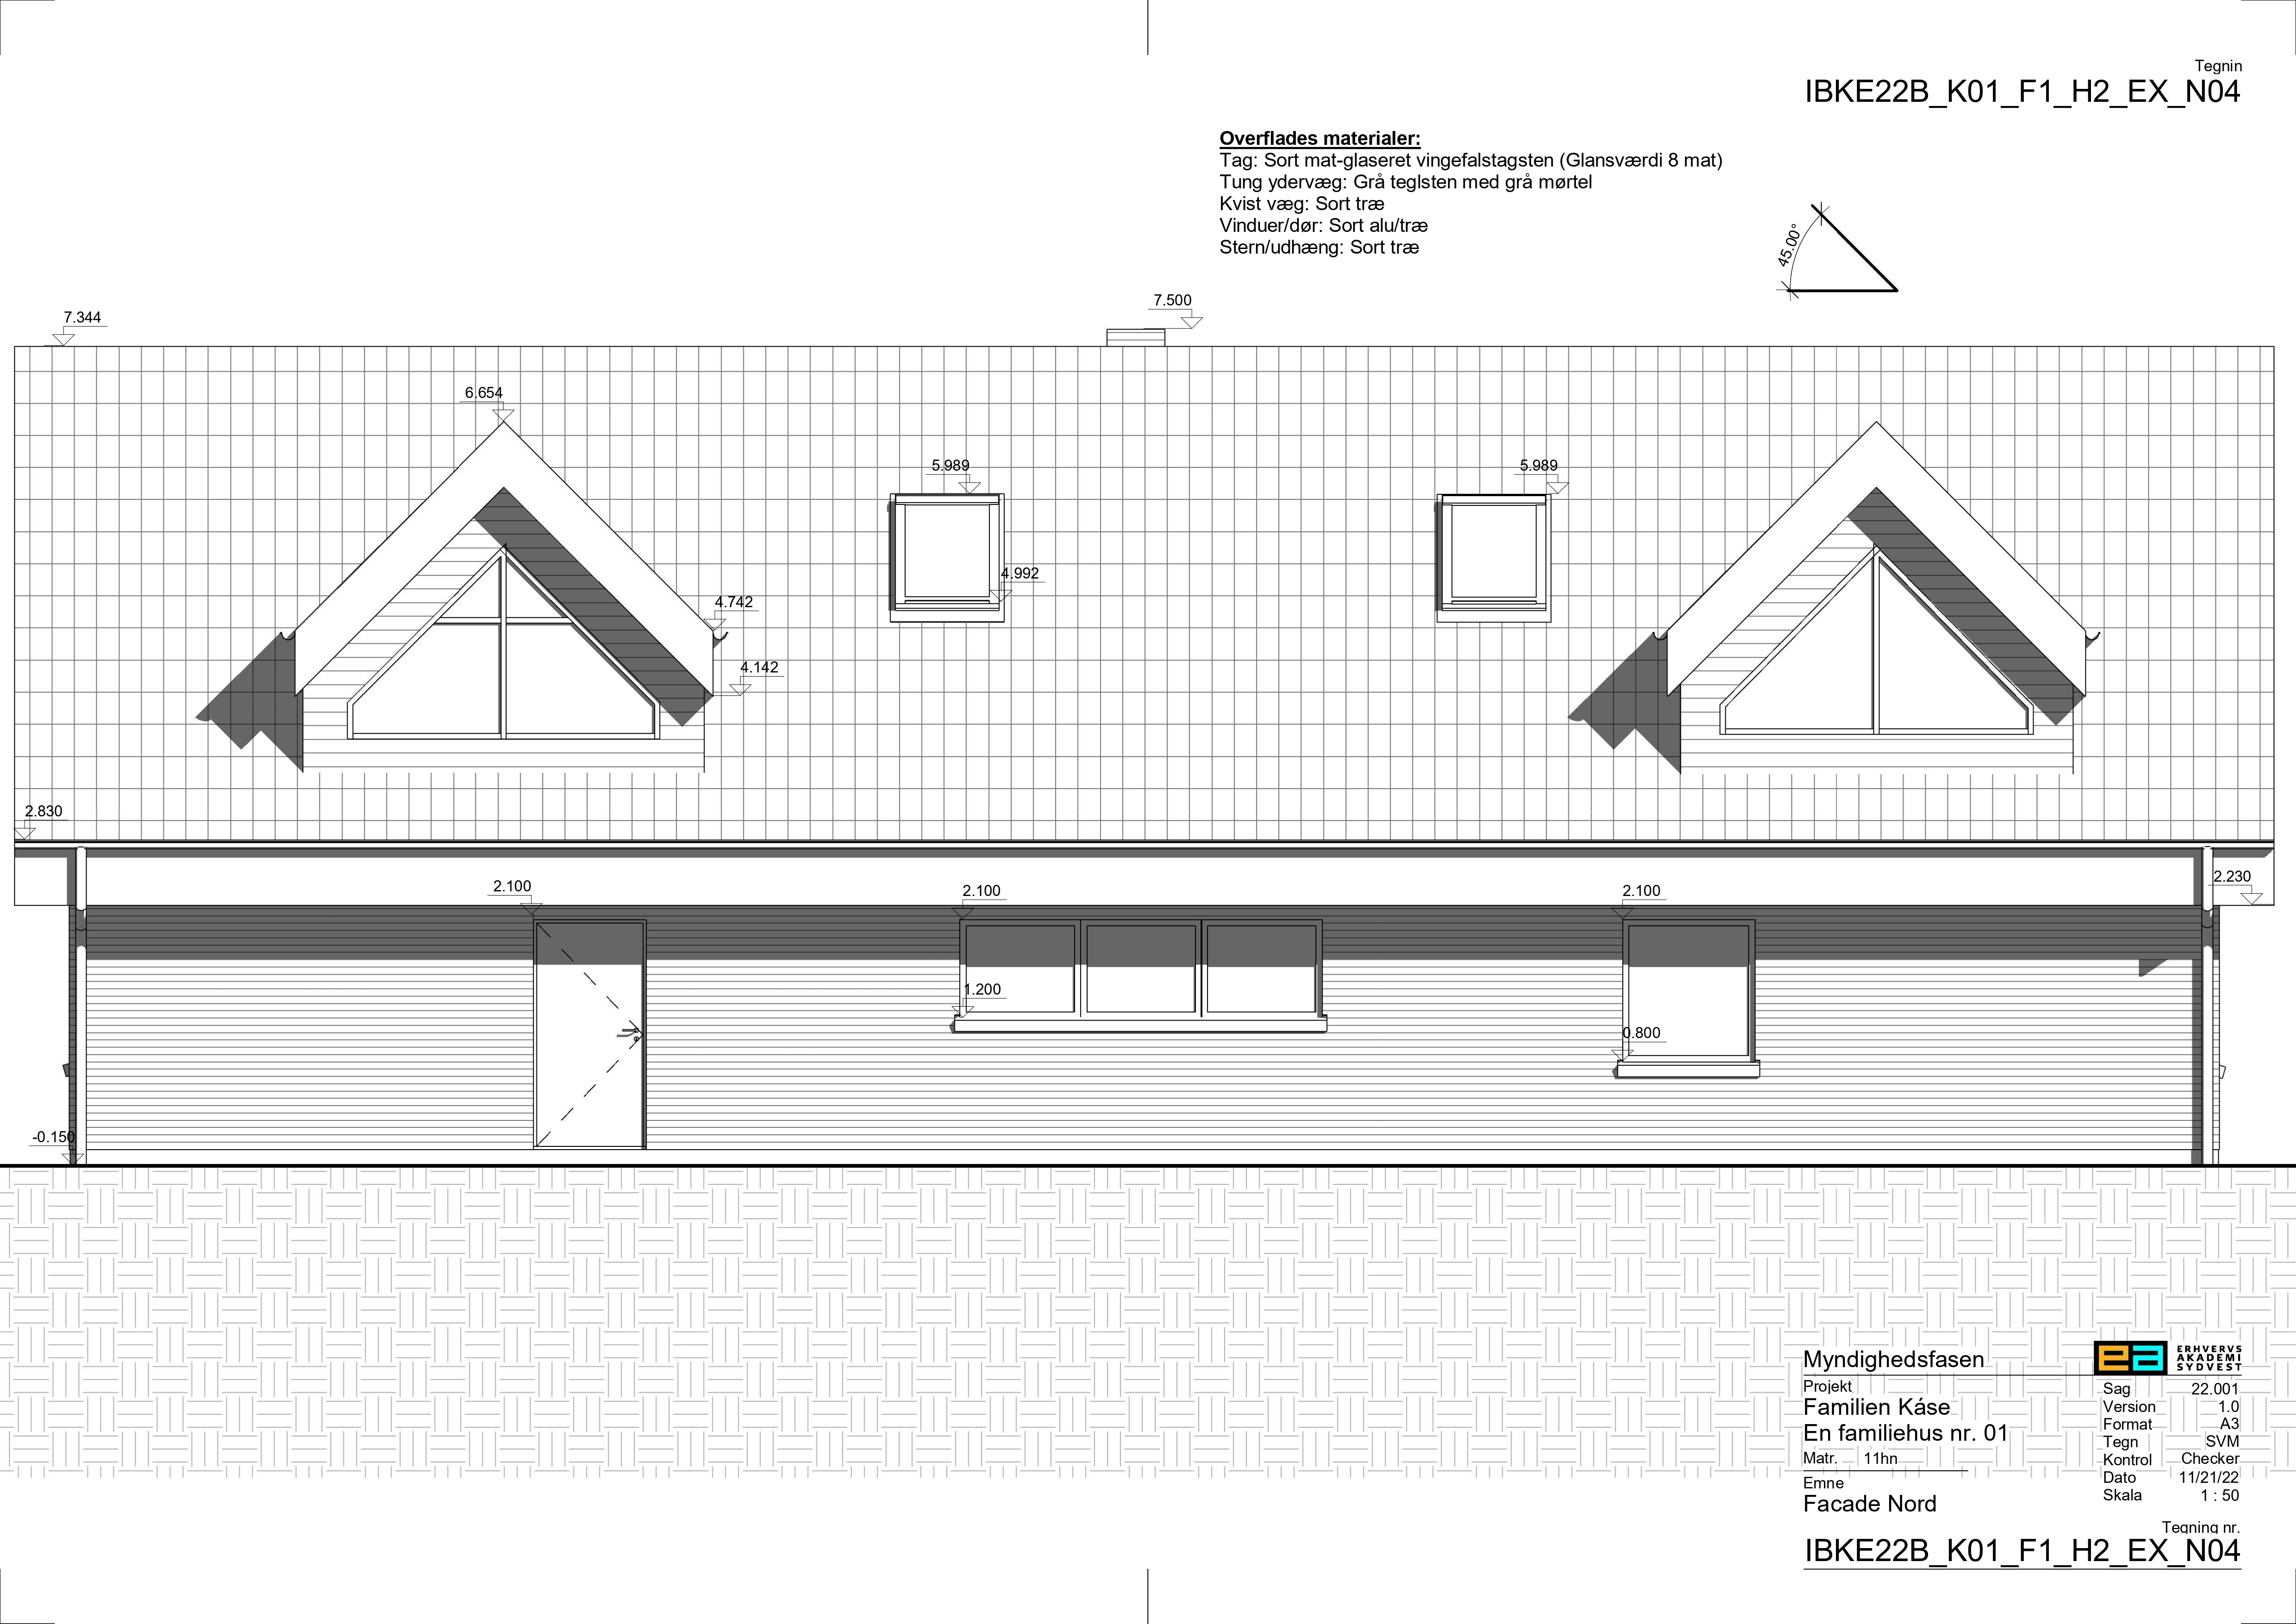 Tegnin
IBKE22B_K01_F1_H2_EX_N04
Overflades materialer:
Tag: Sort mat-glaseret vingefalstagsten (Glansværdi 8 mat)
Tung ydervæg: Grå teglsten med grå mørtel
Kvist væg: Sort træ
Vinduer/dør: Sort alu/træ
Stern/udhæng: Sort træ
45.00°
7.344
7.500
6.654
5.989
5.989
4.992
4.742
4.142
2.830
2.230
2.100
2.100
2.100
1.200
0.800
-0.150
Myndighedsfasen
ERHVERVS
AKADEMI
SYDVEST
Projekt
Familien Káse
En familiehus nr. 01
Matr. 11hn
Emne
Facade Nord
Sag 22.001
Version 1.0
Format A3
Tegn SVM
Kontrol Checker
Dato 11/21/22
Skala 1 : 50
Tegning nr.
IBKE22B_K01_F1_H2_EX_N04